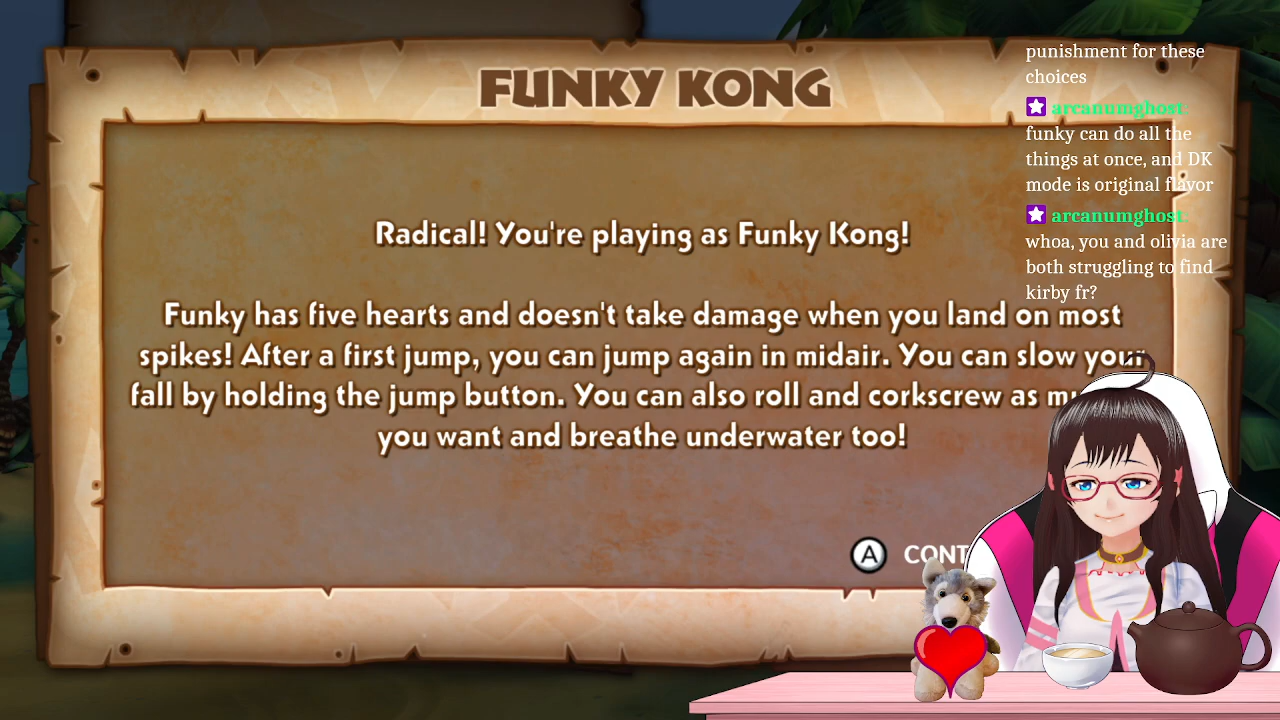 FUNKY KONG
Radical! You're playing as Funky Kong!
Funky has five hearts and doesn't take damage when you land on most
spikes! After a first jump, you can jump again in midair. You can slow your
fall by holding the jump button. You can also roll and corkscrew as
you want and breathe underwater too!
A
punishment for these
choices
arcanumghost:
funky can do all the
things at once, and DK
mode is original flavor
arcanumghost:
whoa, you and olivia are
both struggling to find
kirby fr?